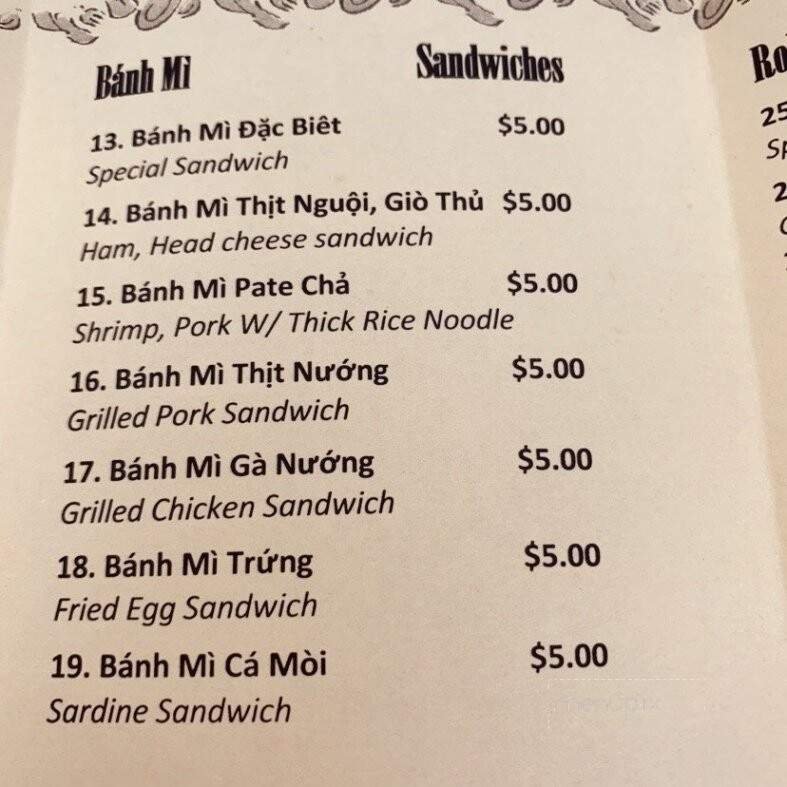 Bánh Mì Sandwiches
13. Bánh Mì Đặc Biêt $5.00
Special Sandwich
14. Bánh Mì Thịt Nguội, Giò Thủ $5.00
Ham, Head cheese sandwich
15. Bánh Mì Pate Chả $5.00
Shrimp, Pork W/ Thick Rice Noodle
16. Bánh Mì Thịt Nướng $5.00
Grilled Pork Sandwich
17. Bánh Mì Gà Nướng $5.00
Grilled Chicken Sandwich
18. Bánh Mì Trứng $5.00
Fried Egg Sandwich
19. Bánh Mì Cá Mòi $5.00
Sardine Sandwich